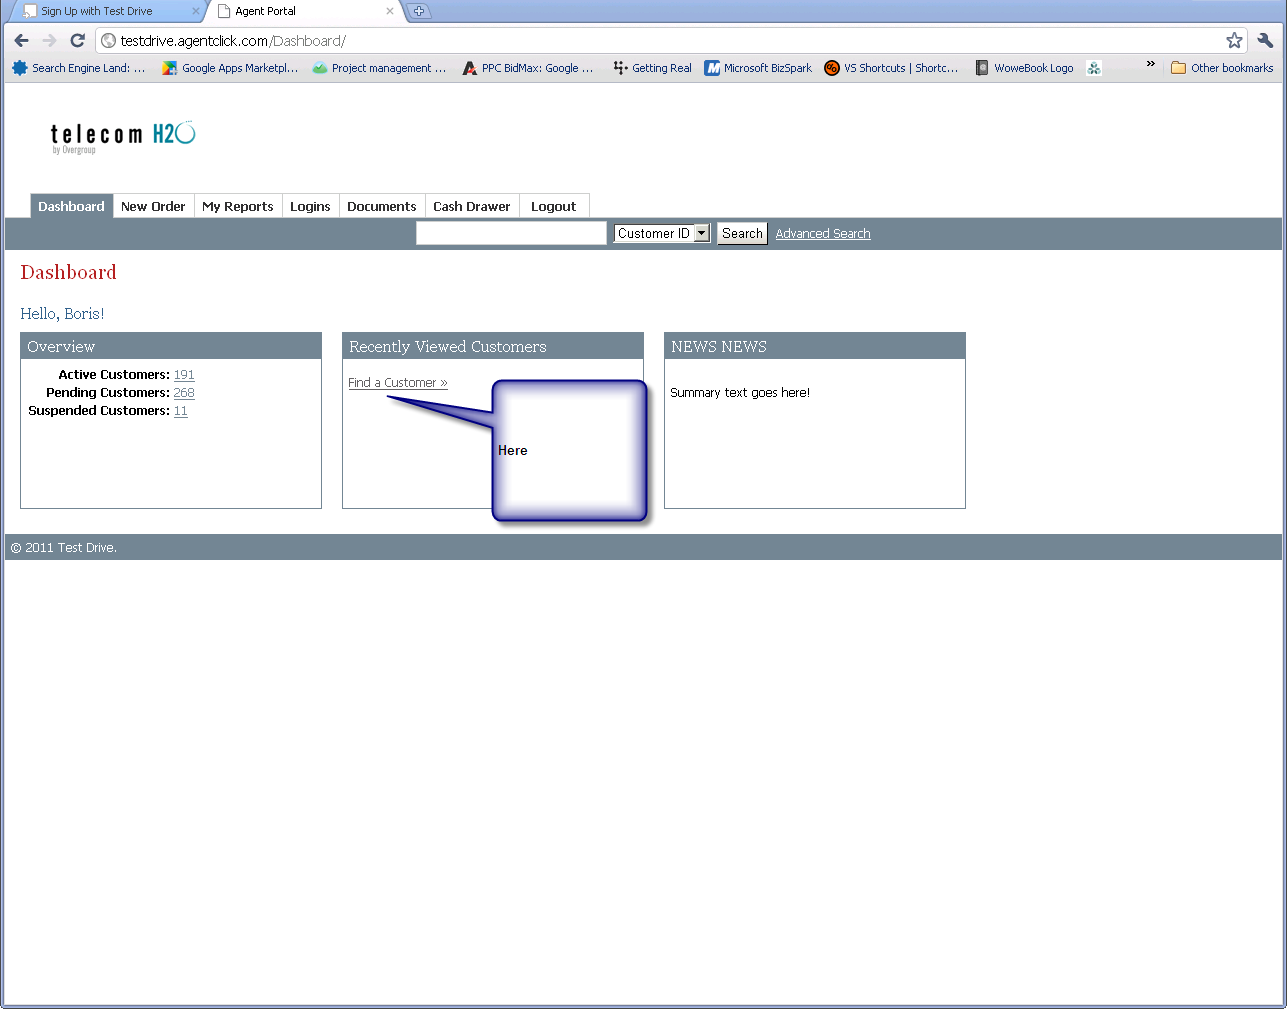 Sign Up with Test Drive
Agent Portal
testdrive.agentclick.com/Dashboard/
Search Engine Land: ...
Google Apps Marketpl...
Project management ...
PPC BidMax: Google ...
Getting Real
Microsoft BizSpark
VS Shortcuts | Shortc...
WoweBook Logo
»
Other bookmarks
telecom H2O
by Overgroup
Dashboard
New Order
My Reports
Logins
Documents
Cash Drawer
Logout
Customer ID
Search
Advanced Search
Dashboard
Hello, Boris!
Overview
Active Customers: 191
Pending Customers: 268
Suspended Customers: 11
Recently Viewed Customers
Find a Customer »
Here
NEWS NEWS
Summary text goes here!
© 2011 Test Drive.